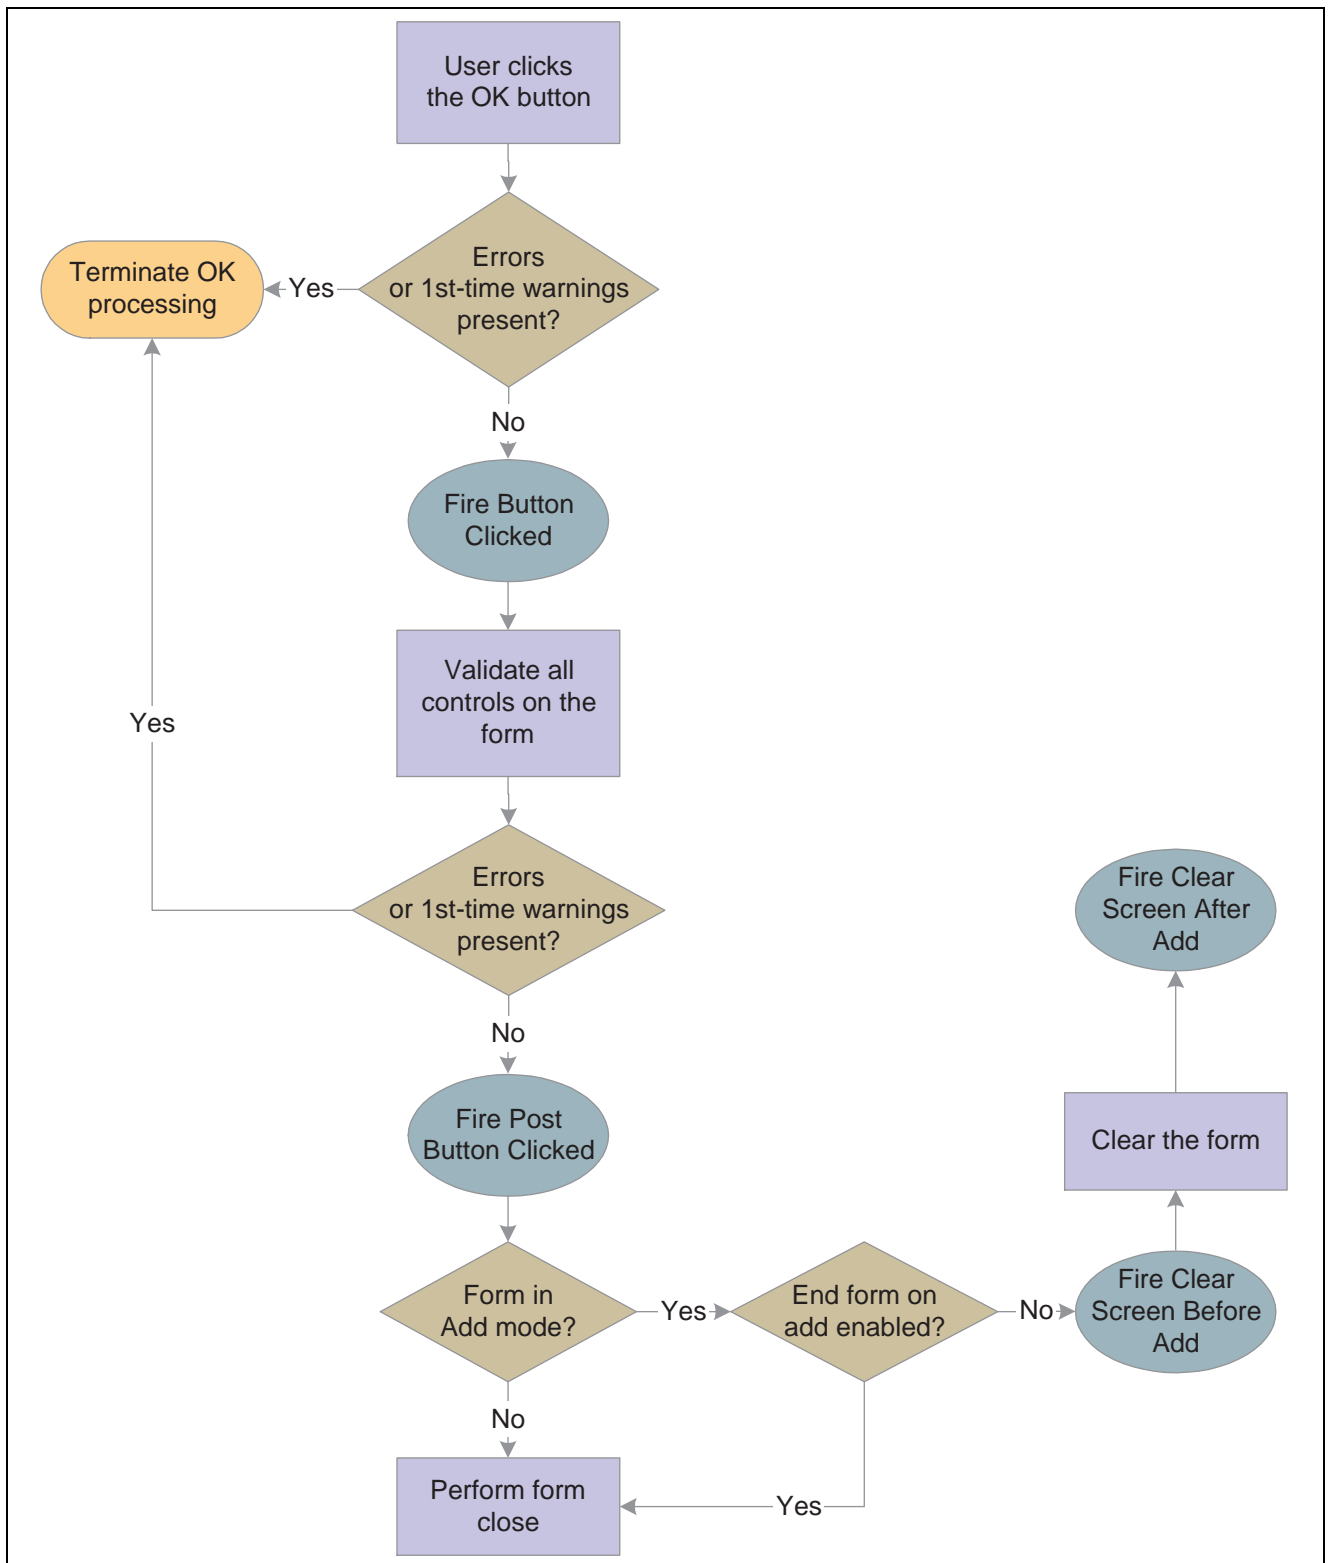 User clicks
the OK button
Errors
or 1st-time warnings
present?
Yes
Terminate OK
processing
No
Fire Button
Clicked
Validate all
controls on the
form
Yes
Errors
or 1st-time warnings
present?
No
Fire Post
Button Clicked
Form in
Add mode?
Yes
End form on
add enabled?
No
Fire Clear
Screen Before
Add
Clear the form
Fire Clear
Screen After
Add
No
Yes
Perform form
close